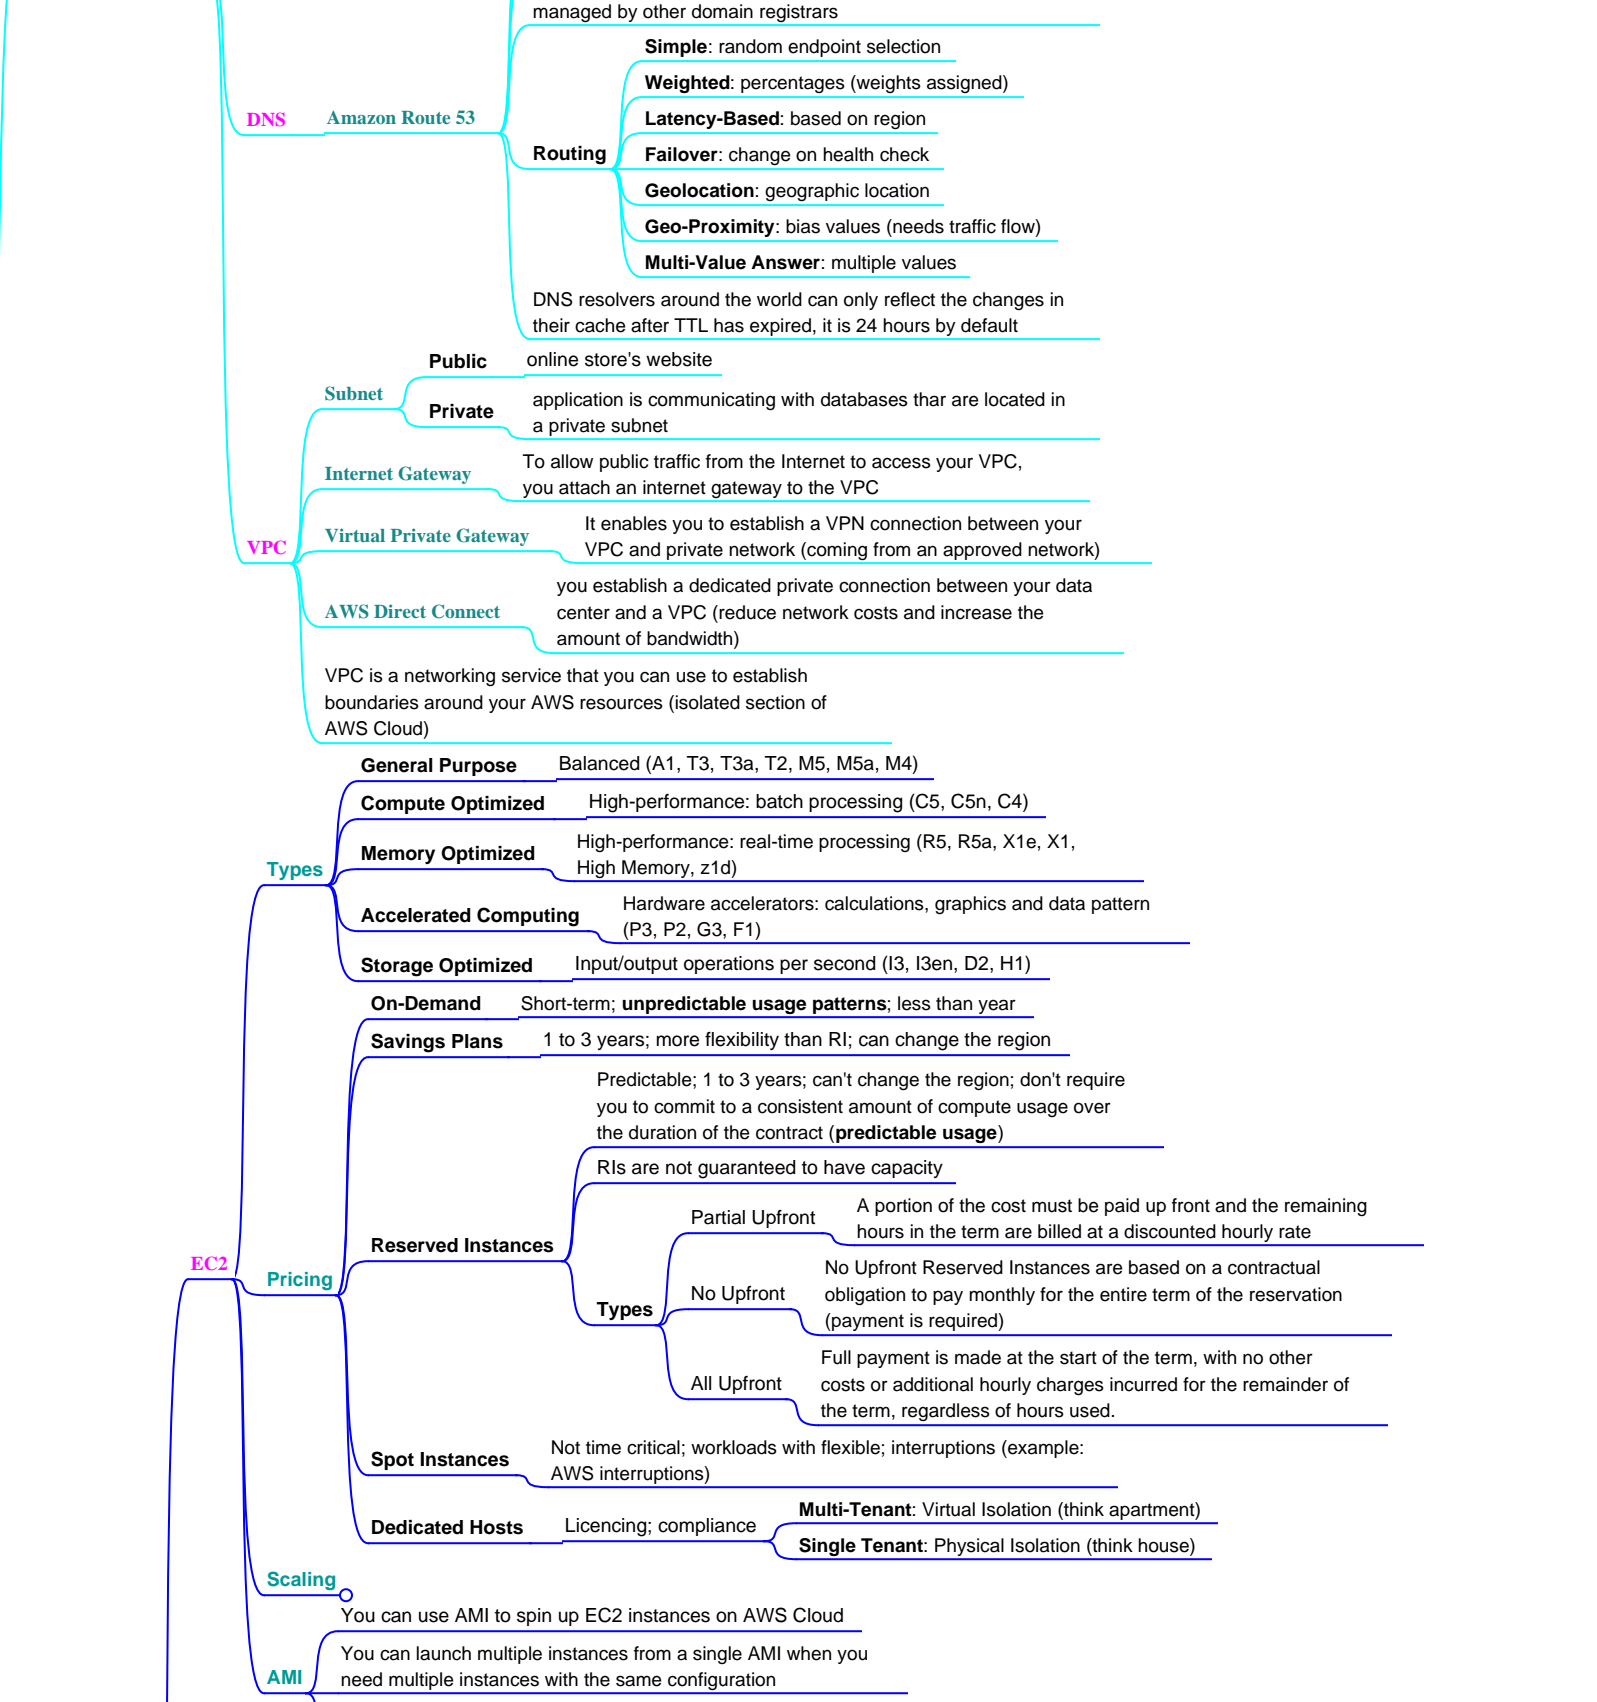 managed by other domain registrars
DNS
Amazon Route 53
Routing
Simple: random endpoint selection
Weighted: percentages (weights assigned)
Latency-Based: based on region
Failover: change on health check
Geolocation: geographic location
Geo-Proximity: bias values (needs traffic flow)
Multi-Value Answer: multiple values
DNS resolvers around the world can only reflect the changes in
their cache after TTL has expired, it is 24 hours by default
VPC
Subnet
Public
online store's website
Private
application is communicating with databases thar are located in
a private subnet
Internet Gateway
To allow public traffic from the Internet to access your VPC,
you attach an internet gateway to the VPC
Virtual Private Gateway
It enables you to establish a VPN connection between your
VPC and private network (coming from an approved network)
AWS Direct Connect
you establish a dedicated private connection between your data
center and a VPC (reduce network costs and increase the
amount of bandwidth)
VPC is a networking service that you can use to establish
boundaries around your AWS resources (isolated section of
AWS Cloud)
EC2
Types
General Purpose
Balanced (A1, T3, T3a, T2, M5, M5a, M4)
Compute Optimized
High-performance: batch processing (C5, C5n, C4)
Memory Optimized
High-performance: real-time processing (R5, R5a, X1e, X1,
High Memory, z1d)
Accelerated Computing
Hardware accelerators: calculations, graphics and data pattern
(P3, P2, G3, F1)
Storage Optimized
Input/output operations per second (I3, I3en, D2, H1)
Pricing
On-Demand
Short-term; unpredictable usage patterns; less than year
Savings Plans
1 to 3 years; more flexibility than RI; can change the region
Reserved Instances
Predictable; 1 to 3 years; can't change the region; don't require
you to commit to a consistent amount of compute usage over
the duration of the contract (predictable usage)
RIs are not guaranteed to have capacity
Types
Partial Upfront
A portion of the cost must be paid up front and the remaining
hours in the term are billed at a discounted hourly rate
No Upfront
No Upfront Reserved Instances are based on a contractual
obligation to pay monthly for the entire term of the reservation
(payment is required)
All Upfront
Full payment is made at the start of the term, with no other
costs or additional hourly charges incurred for the remainder of
the term, regardless of hours used.
Spot Instances
Not time critical; workloads with flexible; interruptions (example:
AWS interruptions)
Dedicated Hosts
Licencing; compliance
Multi-Tenant: Virtual Isolation (think apartment)
Single Tenant: Physical Isolation (think house)
Scaling
AMI
You can use AMI to spin up EC2 instances on AWS Cloud
You can launch multiple instances from a single AMI when you
need multiple instances with the same configuration